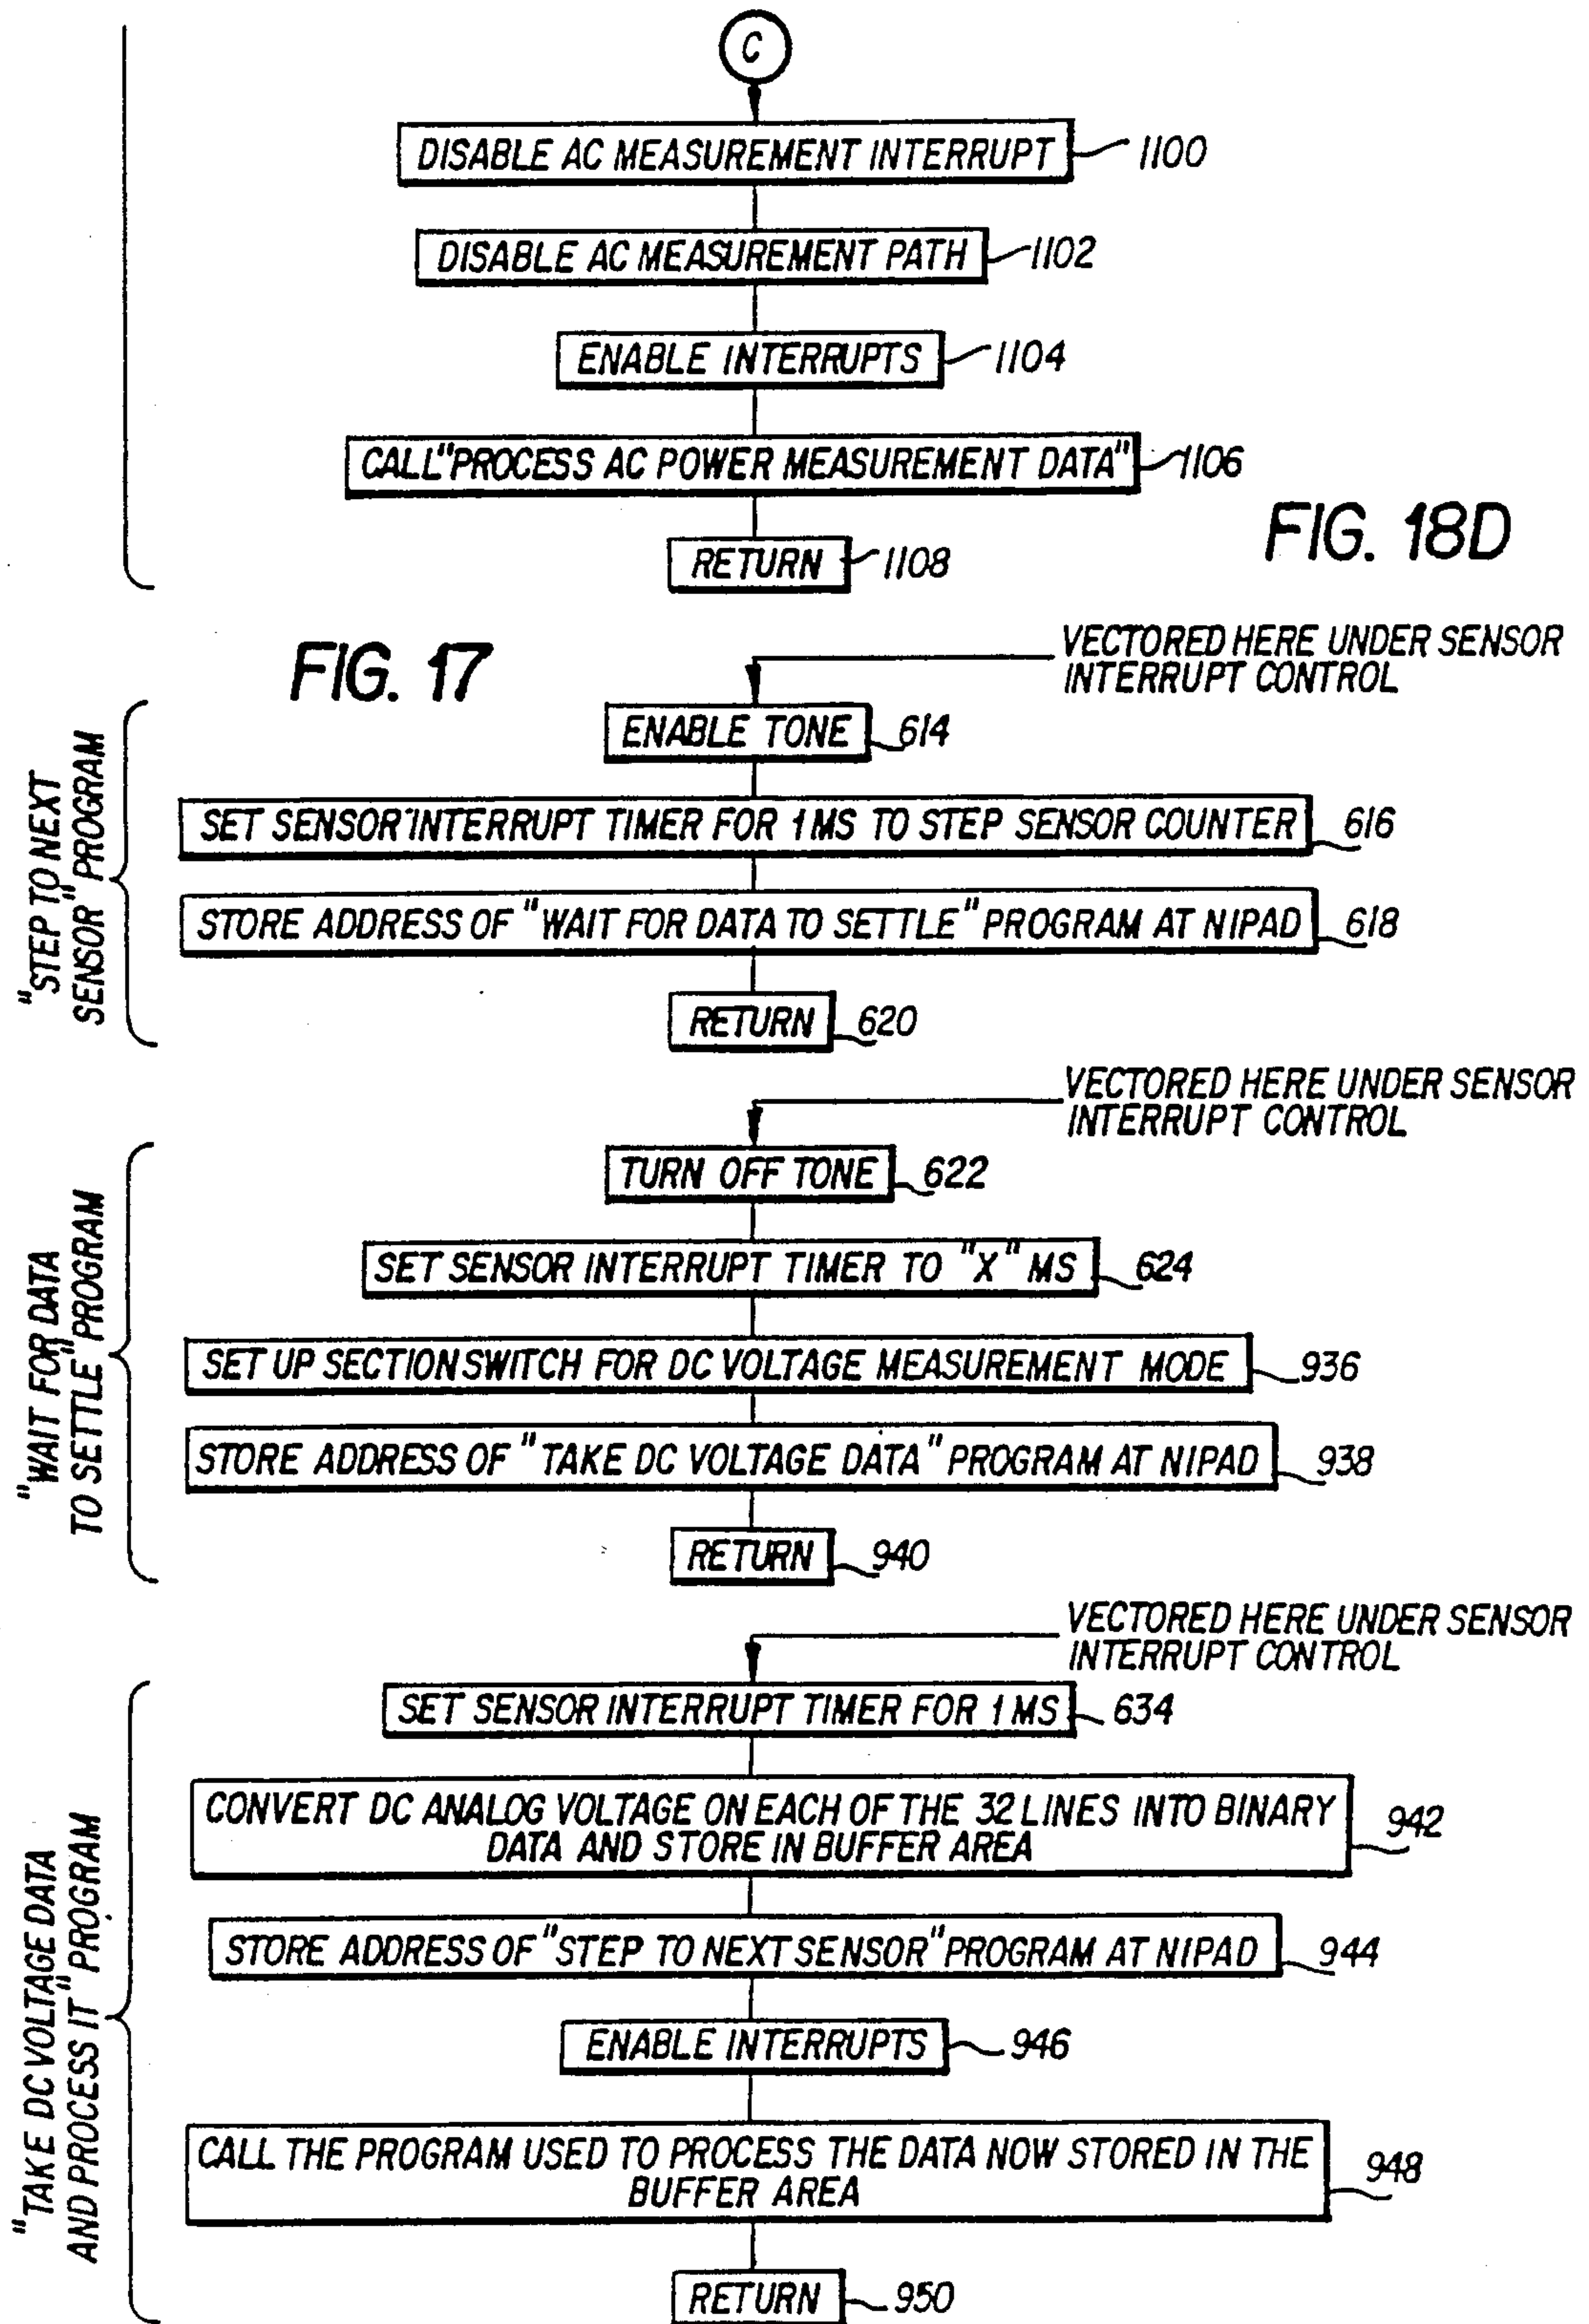 C
DISABLE AC MEASUREMENT INTERRUPT 1100
DISABLE AC MEASUREMENT PATH 1102
ENABLE INTERRUPTS 1104
CALL "PROCESS AC POWER MEASUREMENT DATA" 1106
RETURN 1108
FIG. 18D
FIG. 17
VECTORED HERE UNDER SENSOR
INTERRUPT CONTROL
"STEP TO NEXT
SENSOR" PROGRAM
ENABLE TONE 614
SET SENSOR INTERRUPT TIMER FOR 1 MS TO STEP SENSOR COUNTER 616
STORE ADDRESS OF "WAIT FOR DATA TO SETTLE" PROGRAM AT NIPAD 618
RETURN 620
VECTORED HERE UNDER SENSOR
INTERRUPT CONTROL
"WAIT FOR DATA
TO SETTLE" PROGRAM
TURN OFF TONE 622
SET SENSOR INTERRUPT TIMER TO "X" MS 624
SET UP SECTION SWITCH FOR DC VOLTAGE MEASUREMENT MODE 936
STORE ADDRESS OF "TAKE DC VOLTAGE DATA" PROGRAM AT NIPAD 938
RETURN 940
VECTORED HERE UNDER SENSOR
INTERRUPT CONTROL
"TAKE DC VOLTAGE DATA
AND PROCESS IT" PROGRAM
SET SENSOR INTERRUPT TIMER FOR 1 MS 634
CONVERT DC ANALOG VOLTAGE ON EACH OF THE 32 LINES INTO BINARY
DATA AND STORE IN BUFFER AREA 942
STORE ADDRESS OF "STEP TO NEXT SENSOR" PROGRAM AT NIPAD 944
ENABLE INTERRUPTS 946
CALL THE PROGRAM USED TO PROCESS THE DATA NOW STORED IN THE
BUFFER AREA 948
RETURN 950